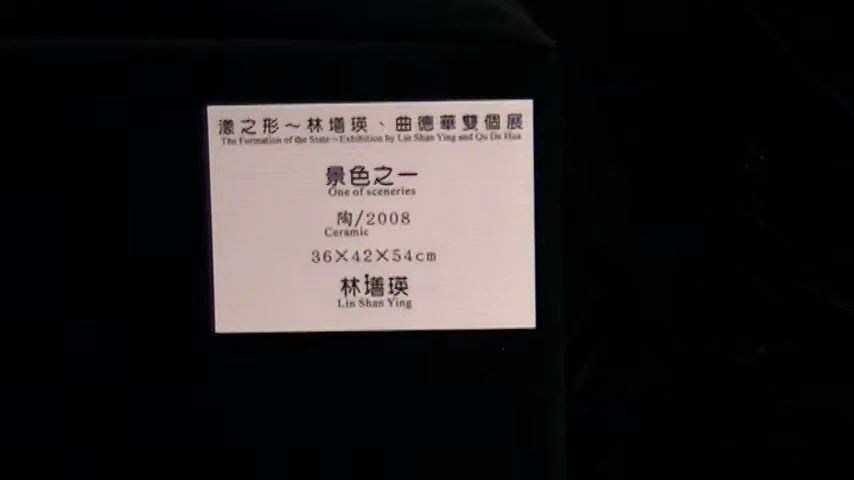 漾之形～林墡瑛、曲德華雙個展
The Formation of the State～Exhibition by Lin Shan Ying and Qu De Hua
景色之一
One of sceneries
陶/2008
Ceramic
36×42×54cm
林墡瑛
Lin Shan Ying